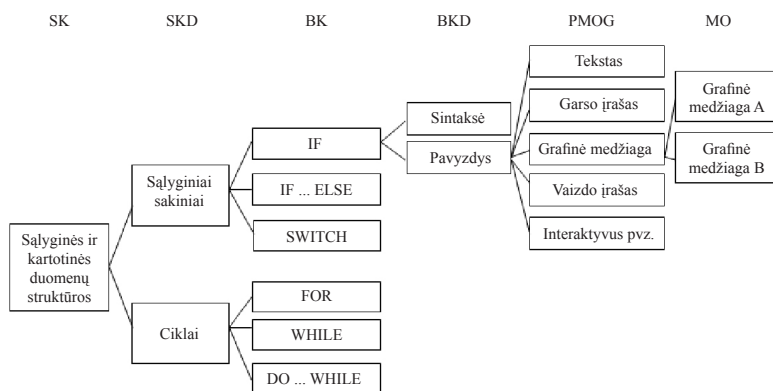 SK SKD BK BKD PMOG MO
Tekstas
Grafinė
medžiaga A
Sintaksė
Garso įrašas
IF
Pavyzdys
Grafinė medžiaga
Grafinė
medžiaga B
Sąlyginiai
sakiniai
IF ... ELSE
Vaizdo įrašas
SWITCH
Interaktyvus pvz.
Sąlyginės ir
kartotinės
duomenų
struktūros
FOR
Ciklai
WHILE
DO ... WHILE